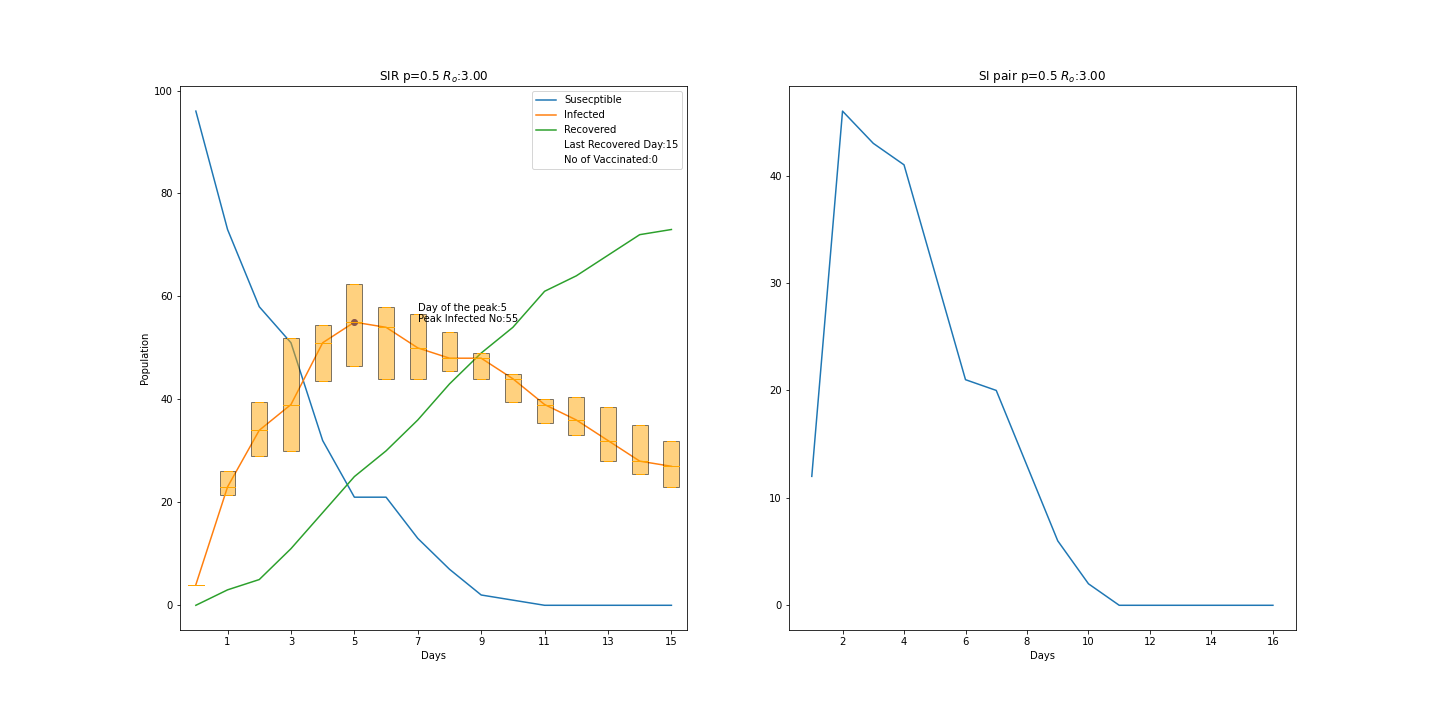 SIR p=0.5 Rₒ:3.00
100
80
60
40
20
0
Population
Susecptible
Infected
Recovered
Last Recovered Day:15
No of Vaccinated:0
Day of the peak:5
Peak Infected No:55
1 3 5 7 9 11 13 15
Days
SI pair p=0.5 Rₒ:3.00
40
30
20
10
0
2 4 6 8 10 12 14 16
Days